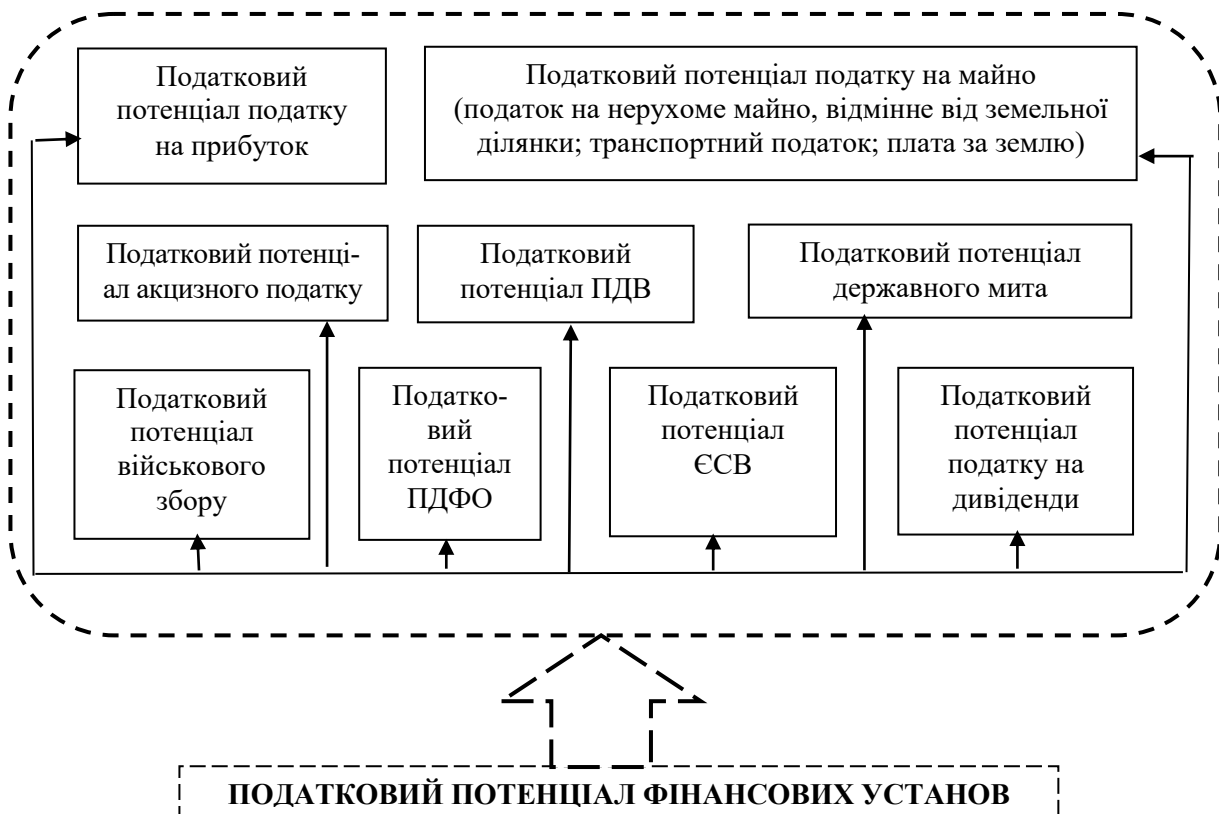 Податковий
потенціал податку
на прибуток
Податковий потенціал податку на майно
(податок на нерухоме майно, відмінне від земельної
ділянки; транспортний податок; плата за землю)
Податковий потенці-
ал акцизного податку
Податковий
потенціал ПДВ
Податковий потенціал
державного мита
Податковий
потенціал
військового
збору
Податко-
вий
потенціал
ПДФО
Податковий
потенціал
ЄСВ
Податковий
потенціал
податку на
дивіденди
ПОДАТКОВИЙ ПОТЕНЦІАЛ ФІНАНСОВИХ УСТАНОВ